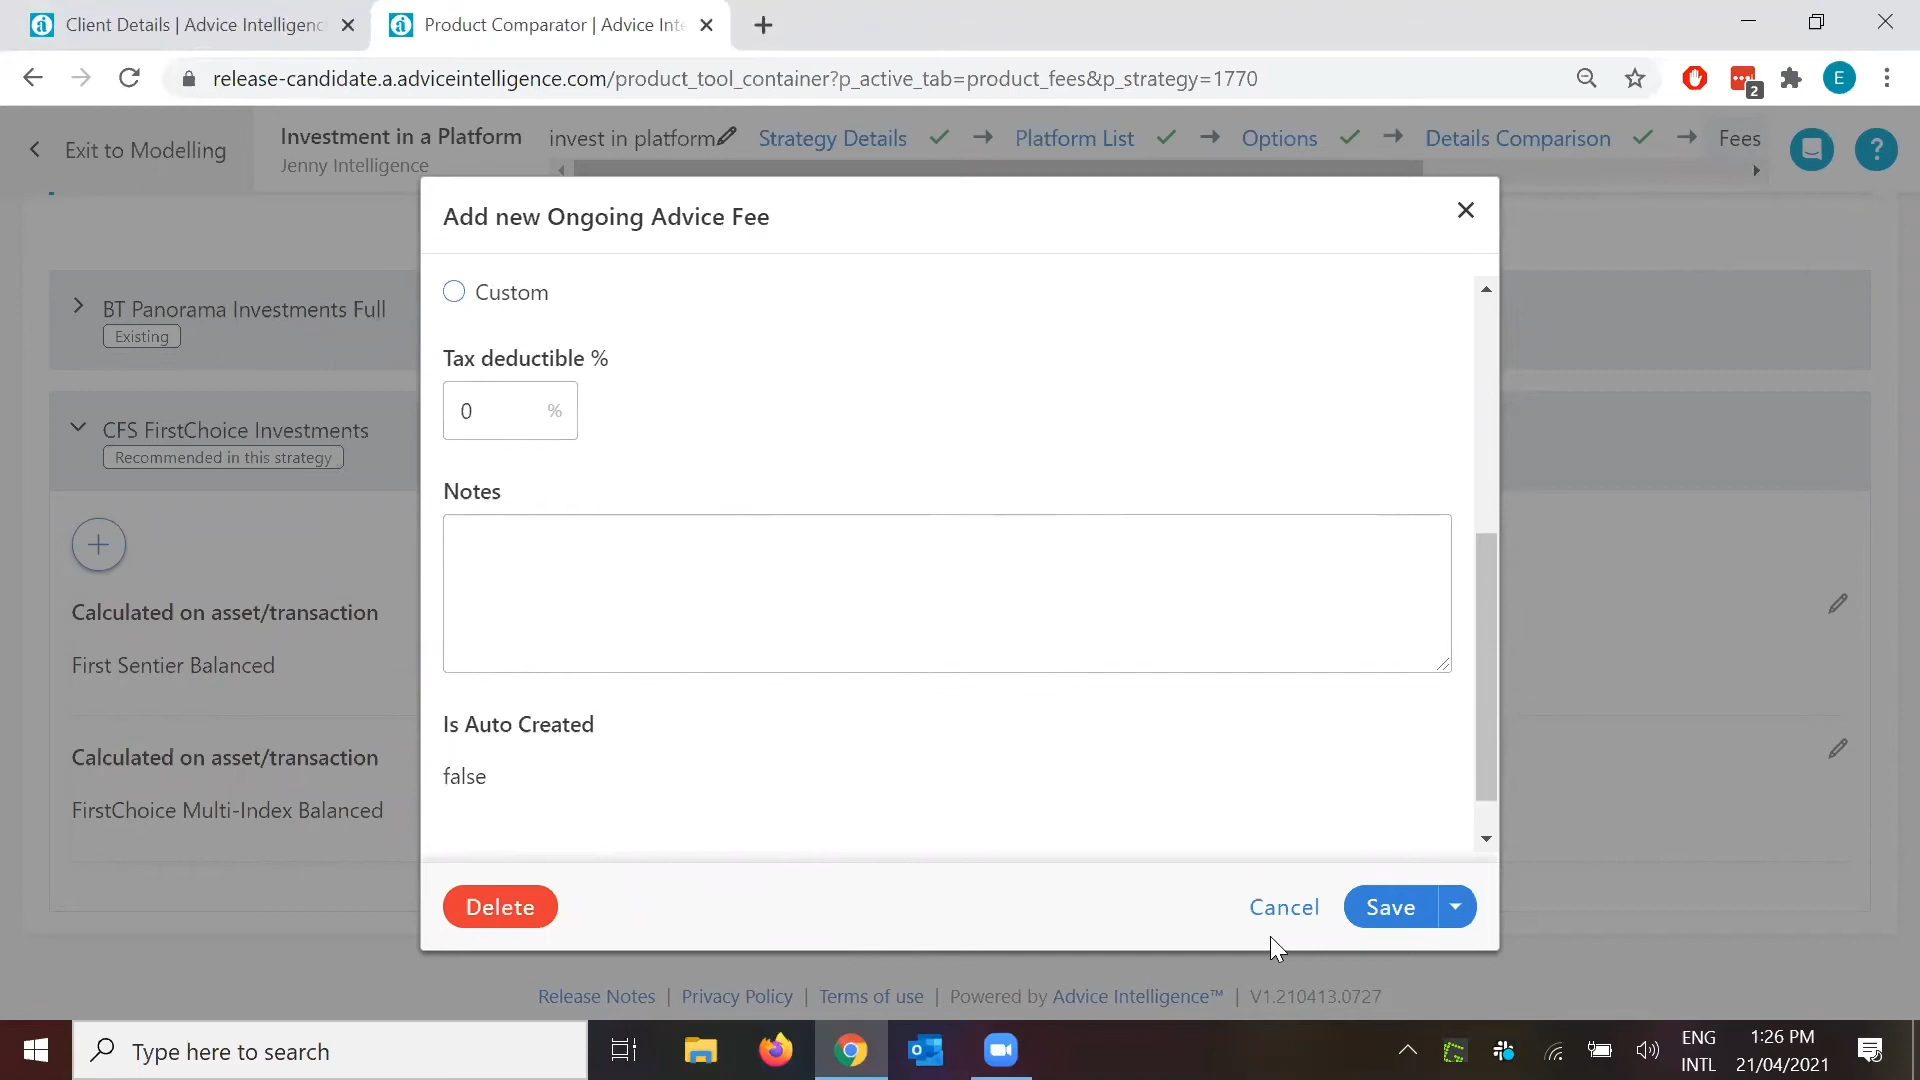 Client Details | Advice Intelligenc
Product Comparator | Advice Inte
release-candidate.a.adviceintelligence.com/product_tool_container?p_active_tab=product_fees&p_strategy=1770
E
2
Exit to Modelling
Investment in a Platform
Jenny Intelligence
invest in platform
Strategy Details
Platform List
Options
Details Comparison
Fees
?
Add new Ongoing Advice Fee
Custom
Tax deductible %
0 %
Notes
Is Auto Created
false
Delete
Cancel
Save
BT Panorama Investments Full
Existing
CFS FirstChoice Investments
Recommended in this strategy
Calculated on asset/transaction
First Sentier Balanced
Calculated on asset/transaction
FirstChoice Multi-Index Balanced
Release Notes | Privacy Policy | Terms of use | Powered by Advice Intelligence™ | V1.210413.0727
Type here to search
ENG
INTL
1:26 PM
21/04/2021